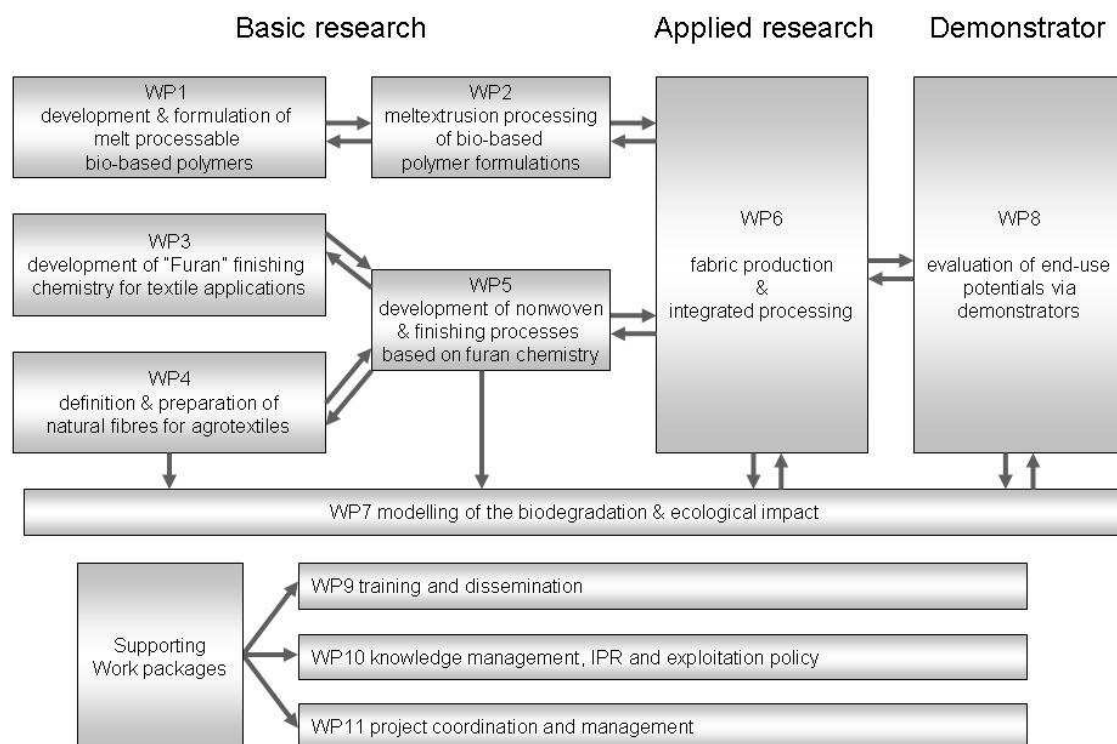 Basic research
Applied research
Demonstrator
WP1
development & formulation of
melt processable
bio-based polymers
WP2
meltextrusion processing
of bio-based
polymer formulations
WP3
development of "Furan" finishing
chemistry for textile applications
WP4
definition & preparation of
natural fibres for agrotextiles
WP5
development of nonwoven
& finishing processes
based on furan chemistry
WP6
fabric production
&
integrated processing
WP8
evaluation of end-use
potentials via
demonstrators
WP7 modelling of the biodegradation & ecological impact
Supporting
Work packages
WP9 training and dissemination
WP10 knowledge management, IPR and exploitation policy
WP11 project coordination and management